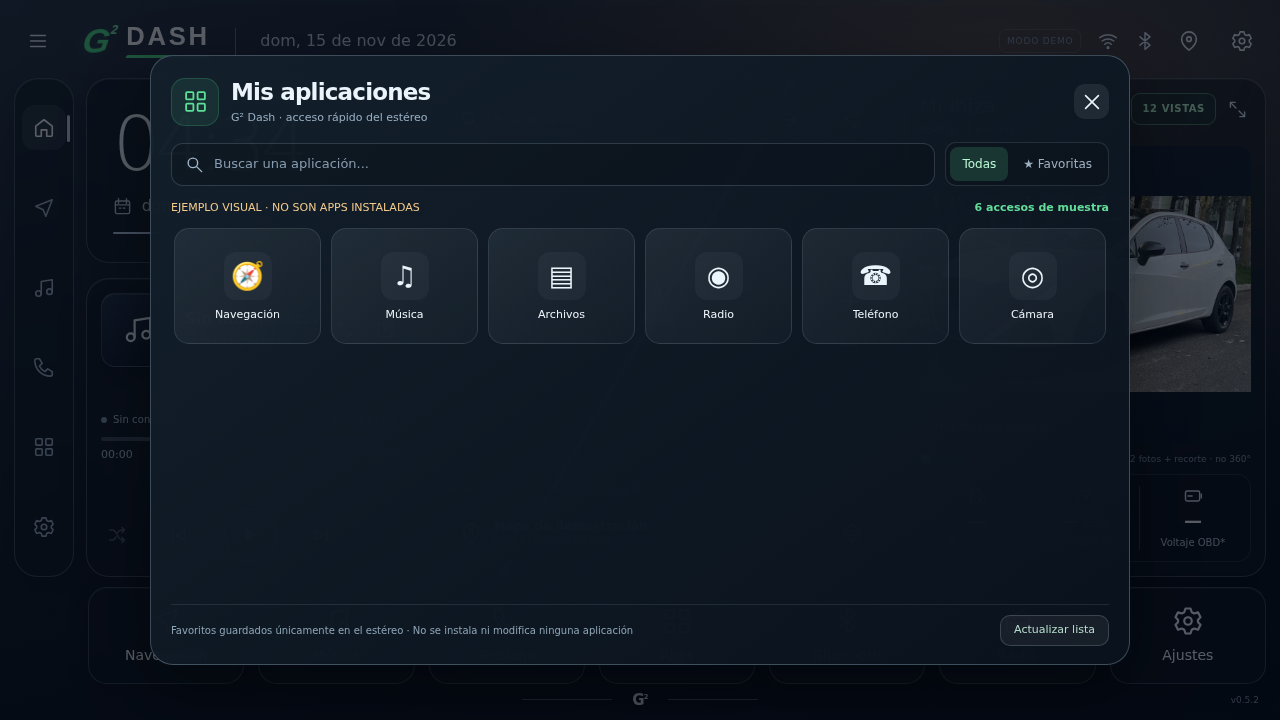 G² DASH
dom, 15 de nov de 2026
MODO DEMO
Mis aplicaciones
G² Dash · acceso rápido del estéreo
12 VISTAS
Buscar una aplicación...
Todas
★ Favoritas
EJEMPLO VISUAL · NO SON APPS INSTALADAS
6 accesos de muestra
Navegación
Música
Archivos
Radio
Teléfono
Cámara
Sin con
00:00
2 fotos + recorte · no 360°
Voltaje OBD*
Favoritos guardados únicamente en el estéreo · No se instala ni modifica ninguna aplicación
Actualizar lista
Nav
Ajustes
G²
v0.5.2